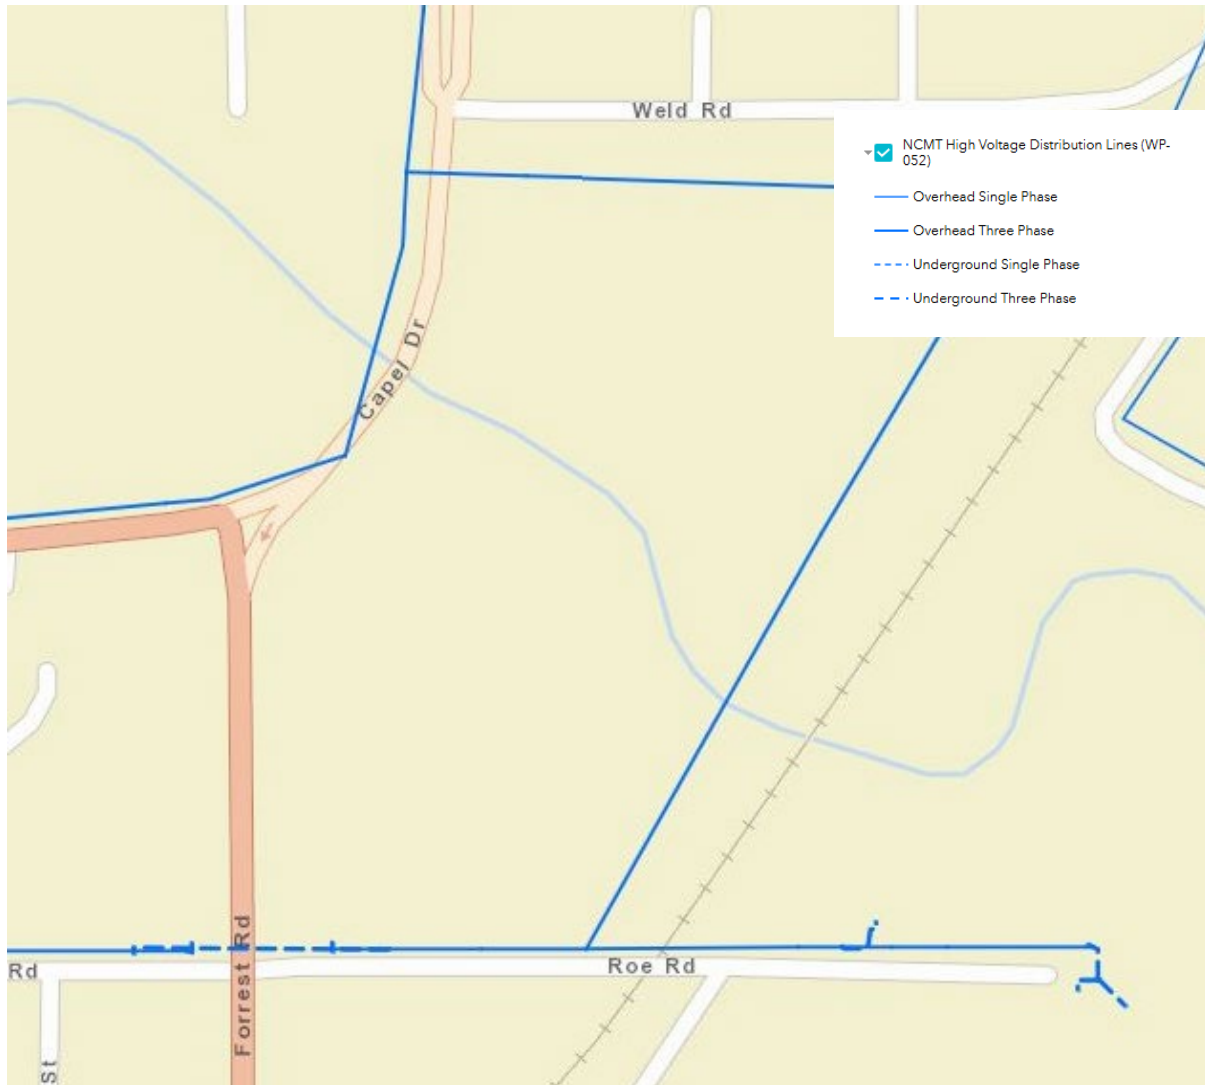 Weld Rd
NCMT High Voltage Distribution Lines (WP-
052)
Overhead Single Phase
Overhead Three Phase
Underground Single Phase
Underground Three Phase
Capel Dr
Forrest Rd
Rd
Roe Rd
St